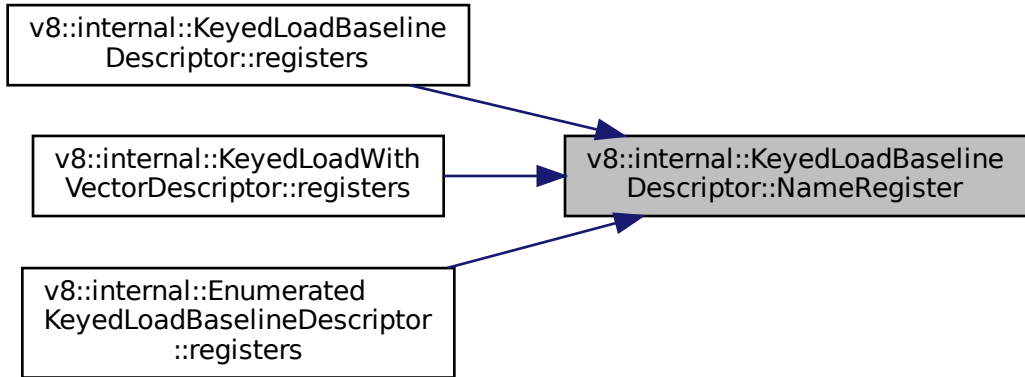 v8::internal::KeyedLoadBaseline
Descriptor::registers
v8::internal::KeyedLoadWith
VectorDescriptor::registers
v8::internal::Enumerated
KeyedLoadBaselineDescriptor
::registers
v8::internal::KeyedLoadBaseline
Descriptor::NameRegister